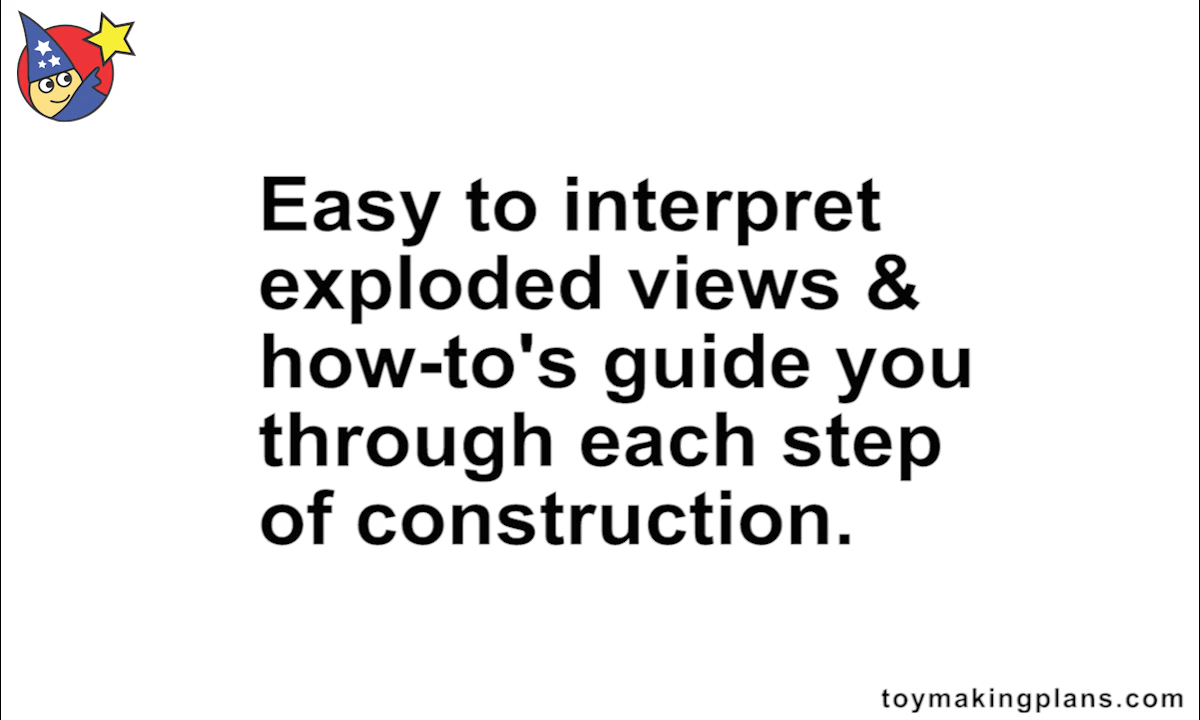 Easy to interpret
exploded views &
how-to's guide you
through each step
of construction.
toymakingplans.com